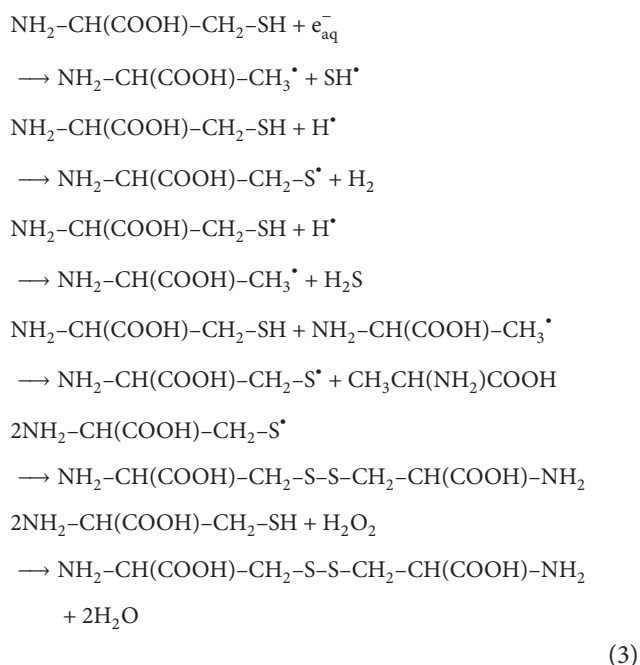 NH₂–CH(COOH)–CH₂–SH + e⁻ₐq
⟶ NH₂–CH(COOH)–CH₃• + SH•
NH₂–CH(COOH)–CH₂–SH + H•
⟶ NH₂–CH(COOH)–CH₂–S• + H₂
NH₂–CH(COOH)–CH₂–SH + H•
⟶ NH₂–CH(COOH)–CH₃• + H₂S
NH₂–CH(COOH)–CH₂–SH + NH₂–CH(COOH)–CH₃•
⟶ NH₂–CH(COOH)–CH₂–S• + CH₃CH(NH₂)COOH
2NH₂–CH(COOH)–CH₂–S•
⟶ NH₂–CH(COOH)–CH₂–S-S–CH₂–CH(COOH)–NH₂
2NH₂–CH(COOH)–CH₂–SH + H₂O₂
⟶ NH₂–CH(COOH)–CH₂–S-S–CH₂–CH(COOH)–NH₂
+ 2H₂O
(3)